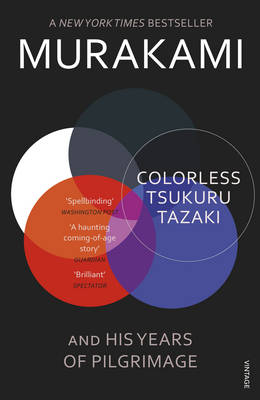 A NEW YORK TIMES BESTSELLER
MURAKAMI
COLORLESS
TSUKURU
TAZAKI
'Spellbinding'
WASHINGTON POST
'A haunting
coming-of-age
story'
GUARDIAN
'Brilliant'
SPECTATOR
AND HIS YEARS
OF PILGRIMAGE
VINTAGE